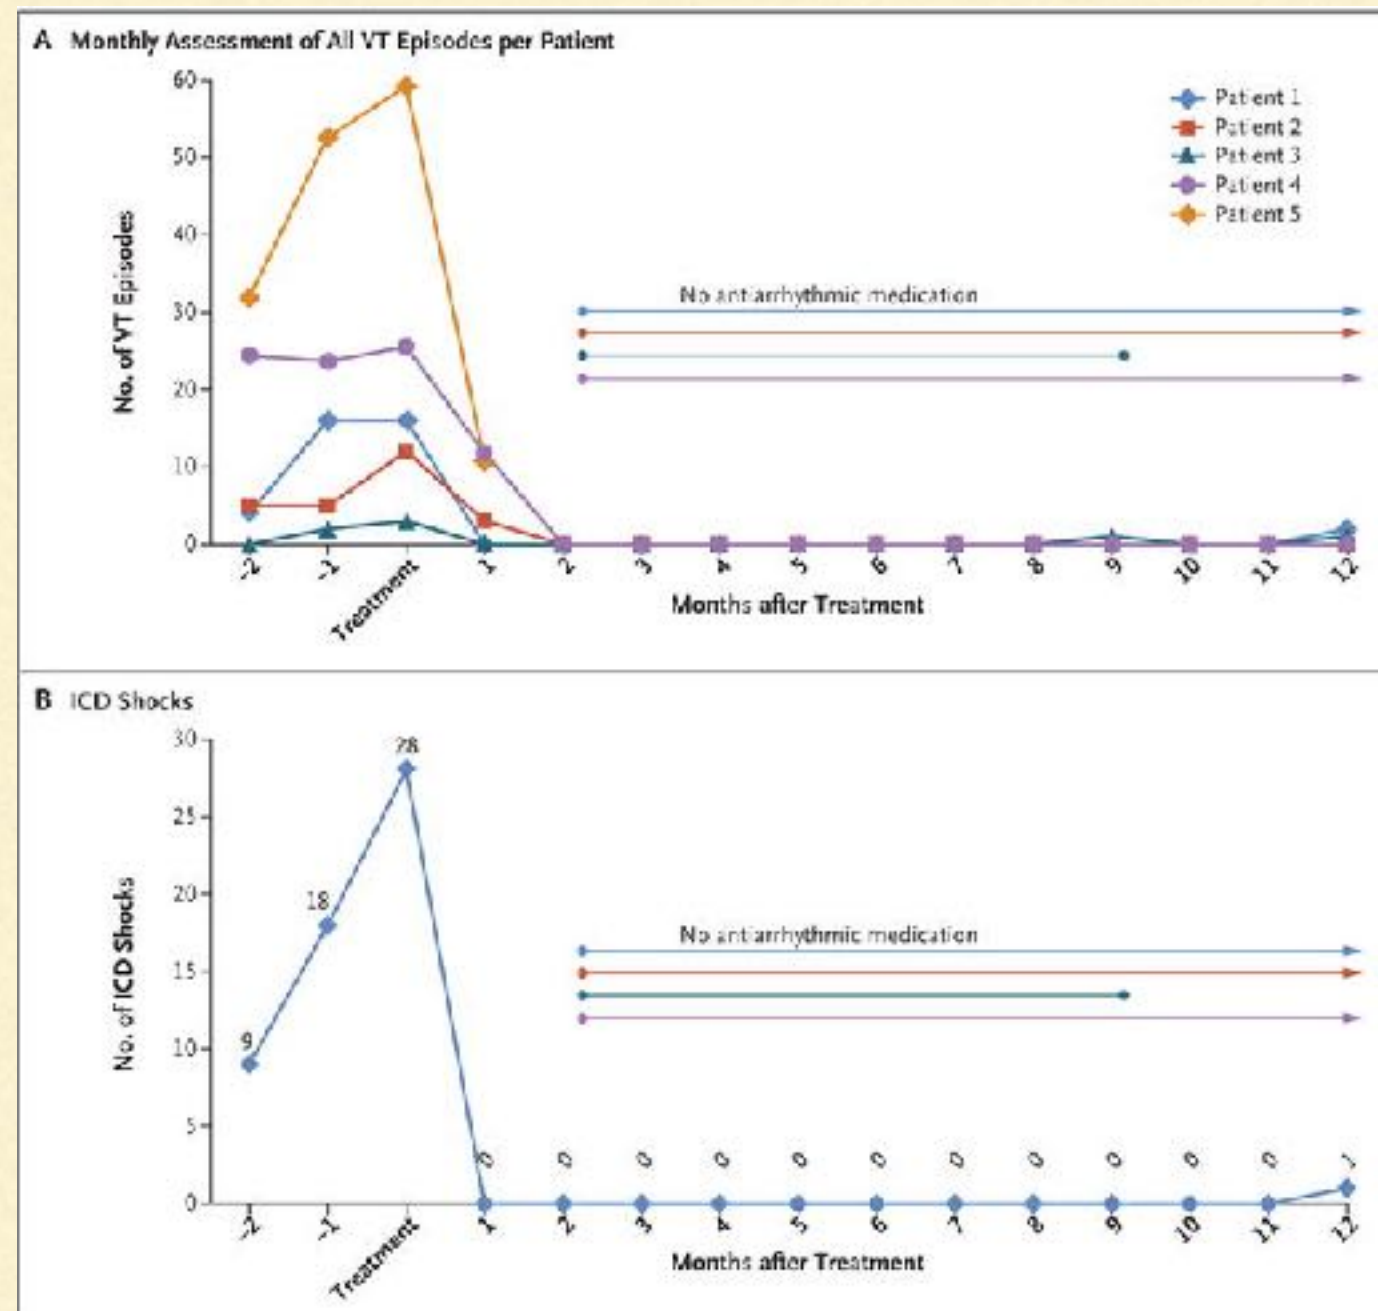 A Monthly Assessment of All VT Episodes per Patient
60
50
40
30
20
10
0
No. of VT Episodes
Patient 1
Patient 2
Patient 3
Patient 4
Patient 5
No antiarrhythmic medication
-2 -1 Treatment 1 2 3 4 5 6 7 8 9 10 11 12
Months after Treatment
B ICD Shocks
30
25
20
15
10
5
0
No. of ICD Shocks
28
18
9
No antiarrhythmic medication
0 0 0 0 0 0 0 0 0 0 0 1
-2 -1 Treatment 1 2 3 4 5 6 7 8 9 10 11 12
Months after Treatment